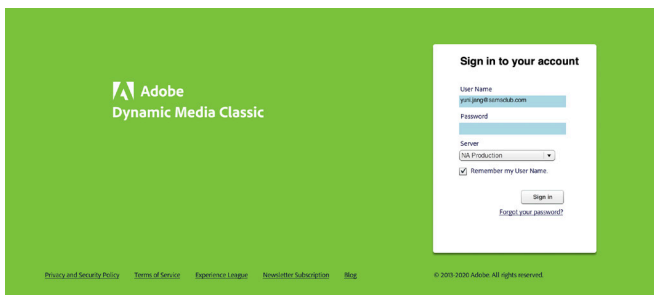 Adobe
Dynamic Media Classic
Sign in to your account
User Name
yuni.jang@samsclub.com
Password
Server
NA Production
Remember my User Name.
Sign in
Forgot your password?
Privacy and Security Policy Terms of Service Experience League Newsletter Subscription Blog
© 2013-2020 Adobe. All rights reserved.